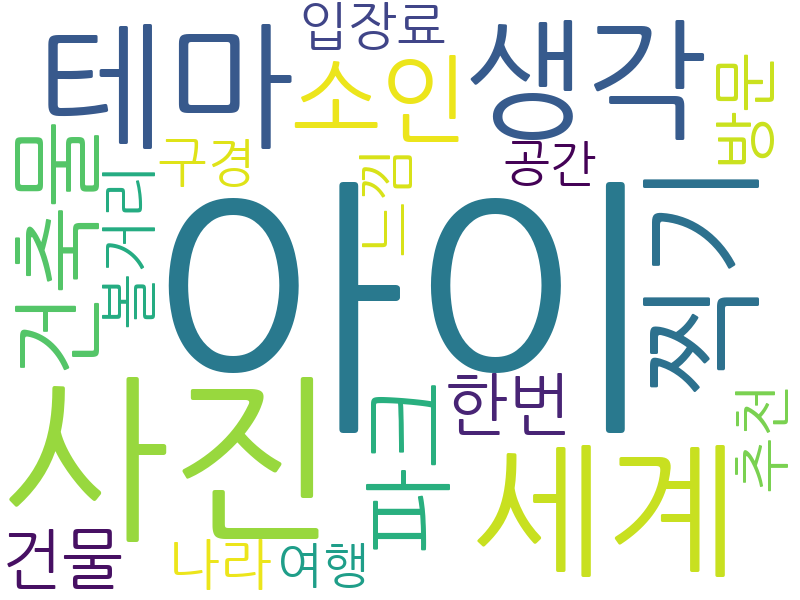 입장료
테마
소인
생각
방문
건축물
볼거리
구경
느낌
공간
아이
찍기
사진
파크
한번
세계
추천
건물
나라
여행